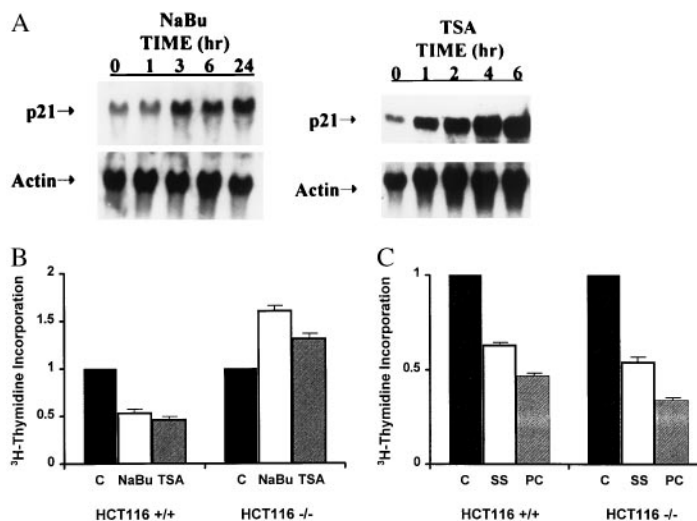 A
NaBu
TIME (hr)
0 1 3 6 24
p21→
Actin→
TSA
TIME (hr)
0 1 2 4 6
p21→
Actin→
B
³H-Thymidine Incorporation
2
1.5
1
0.5
0
C NaBu TSA
C NaBu TSA
HCT116 +/+
HCT116 -/-
C
³H-Thymidine Incorporation
1
0.5
0
C SS PC
C SS PC
HCT116 +/+
HCT116 -/-